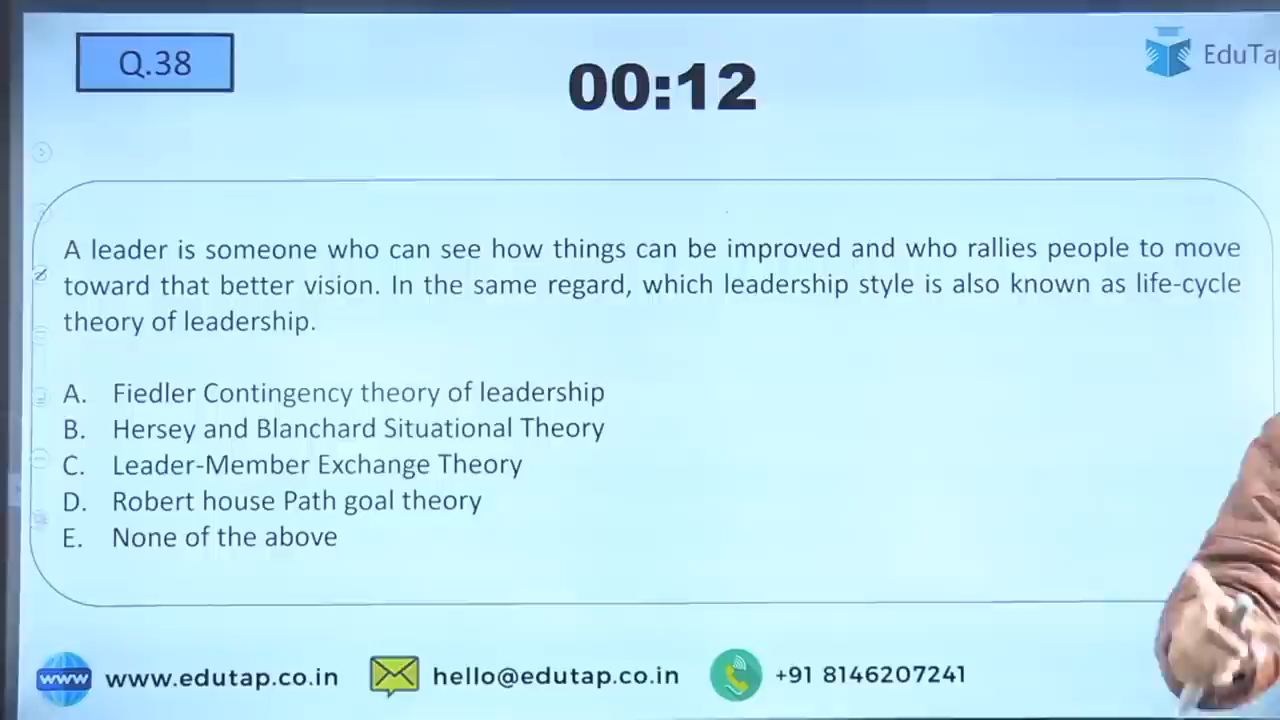 Q.38
00:12
A leader is someone who can see how things can be improved and who rallies people to move
toward that better vision. In the same regard, which leadership style is also known as life-cycle
theory of leadership.
A. Fiedler Contingency theory of leadership
B. Hersey and Blanchard Situational Theory
C. Leader-Member Exchange Theory
D. Robert house Path goal theory
E. None of the above
www www.edutap.co.in hello@edutap.co.in +91 8146207241